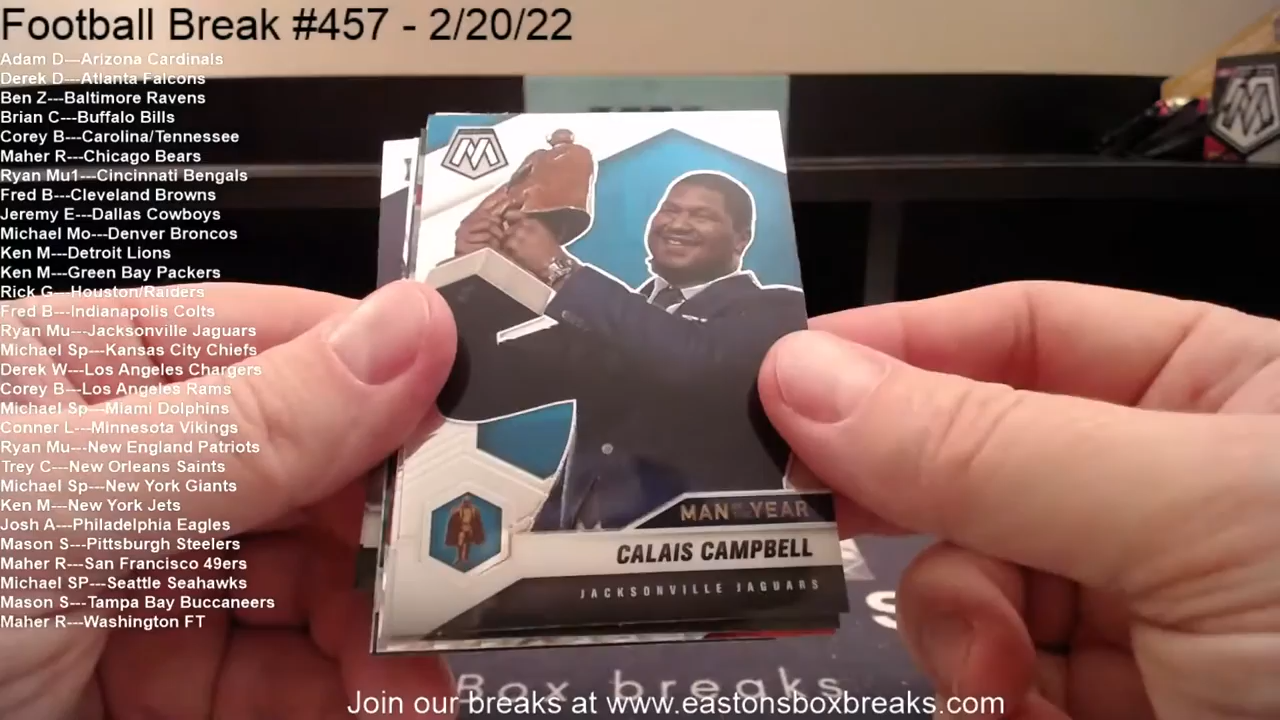 Football Break #457 - 2/20/22
Adam D---Arizona Cardinals
Derek D---Atlanta Falcons
Ben Z---Baltimore Ravens
Brian C---Buffalo Bills
Corey B---Carolina/Tennessee
Maher R---Chicago Bears
Ryan Mu1---Cincinnati Bengals
Fred B---Cleveland Browns
Jeremy E---Dallas Cowboys
Michael Mo---Denver Broncos
Ken M---Detroit Lions
Ken M---Green Bay Packers
Rick G---Houston/Raiders
Fred B---Indianapolis Colts
Ryan Mu---Jacksonville Jaguars
Michael Sp---Kansas City Chiefs
Derek W---Los Angeles Chargers
Corey B---Los Angeles Rams
Michael Sp---Miami Dolphins
Conner L---Minnesota Vikings
Ryan Mu---New England Patriots
Trey C---New Orleans Saints
Michael Sp---New York Giants
Ken M---New York Jets
Josh A---Philadelphia Eagles
Mason S---Pittsburgh Steelers
Maher R---San Francisco 49ers
Michael SP---Seattle Seahawks
Mason S---Tampa Bay Buccaneers
Maher R---Washington FT
M
MAN OF THE YEAR
CALAIS CAMPBELL
JACKSONVILLE JAGUARS
Box breaks
Join our breaks at www.eastonsboxbreaks.com